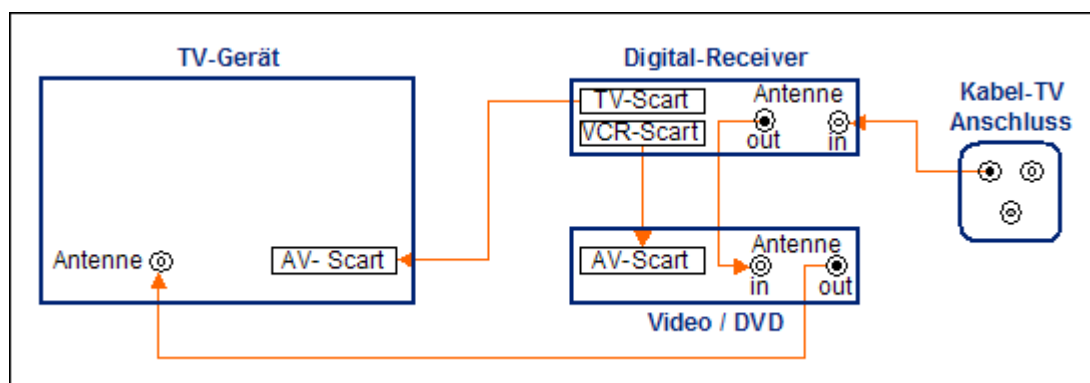 TV-Gerät
Antenne
AV- Scart
Digital-Receiver
TV-Scart
VCR-Scart
Antenne
out
in
Kabel-TV
Anschluss
AV-Scart
Antenne
in
out
Video / DVD